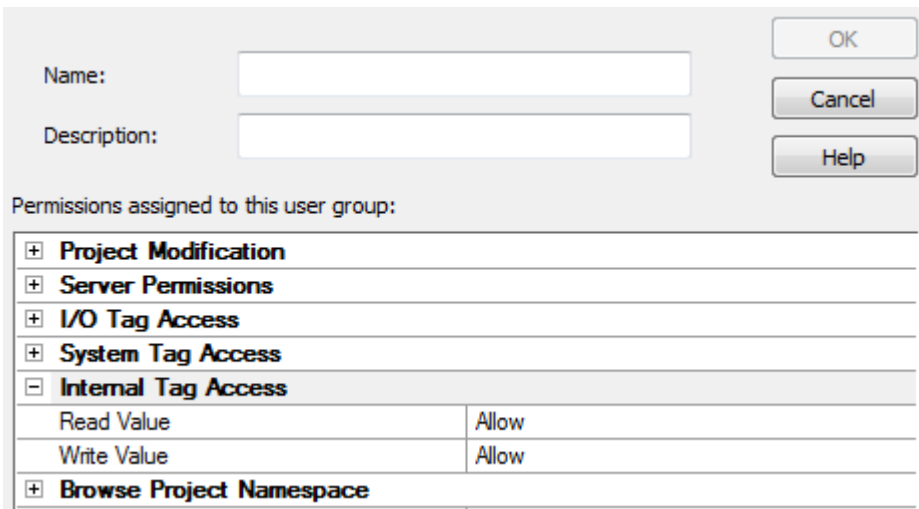 OK
Name:
Cancel
Description:
Help
Permissions assigned to this user group:
Project Modification
Server Permissions
I/O Tag Access
System Tag Access
Internal Tag Access
Read Value Allow
Write Value Allow
Browse Project Namespace